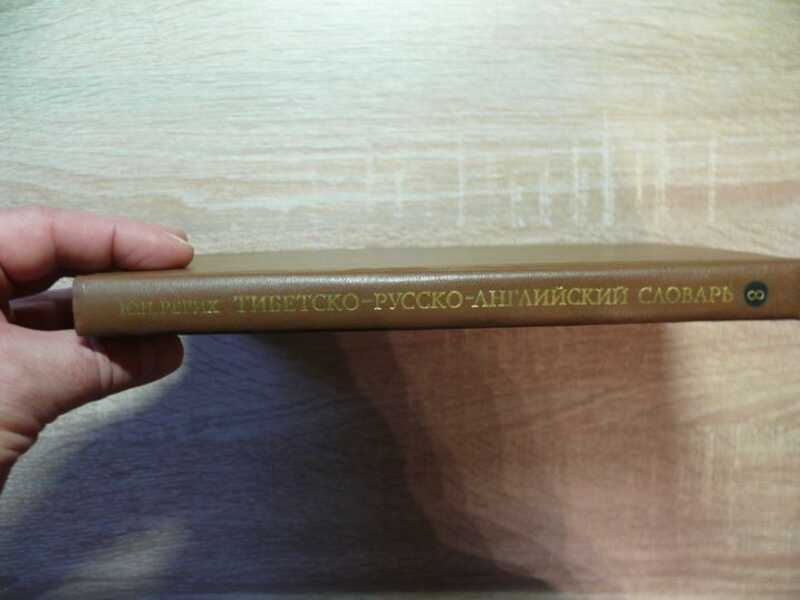 Ю.Н.РЕРИХ ТИБЕТСКО-РУССКО-АНГЛИЙСКИЙ СЛОВАРЬ 8